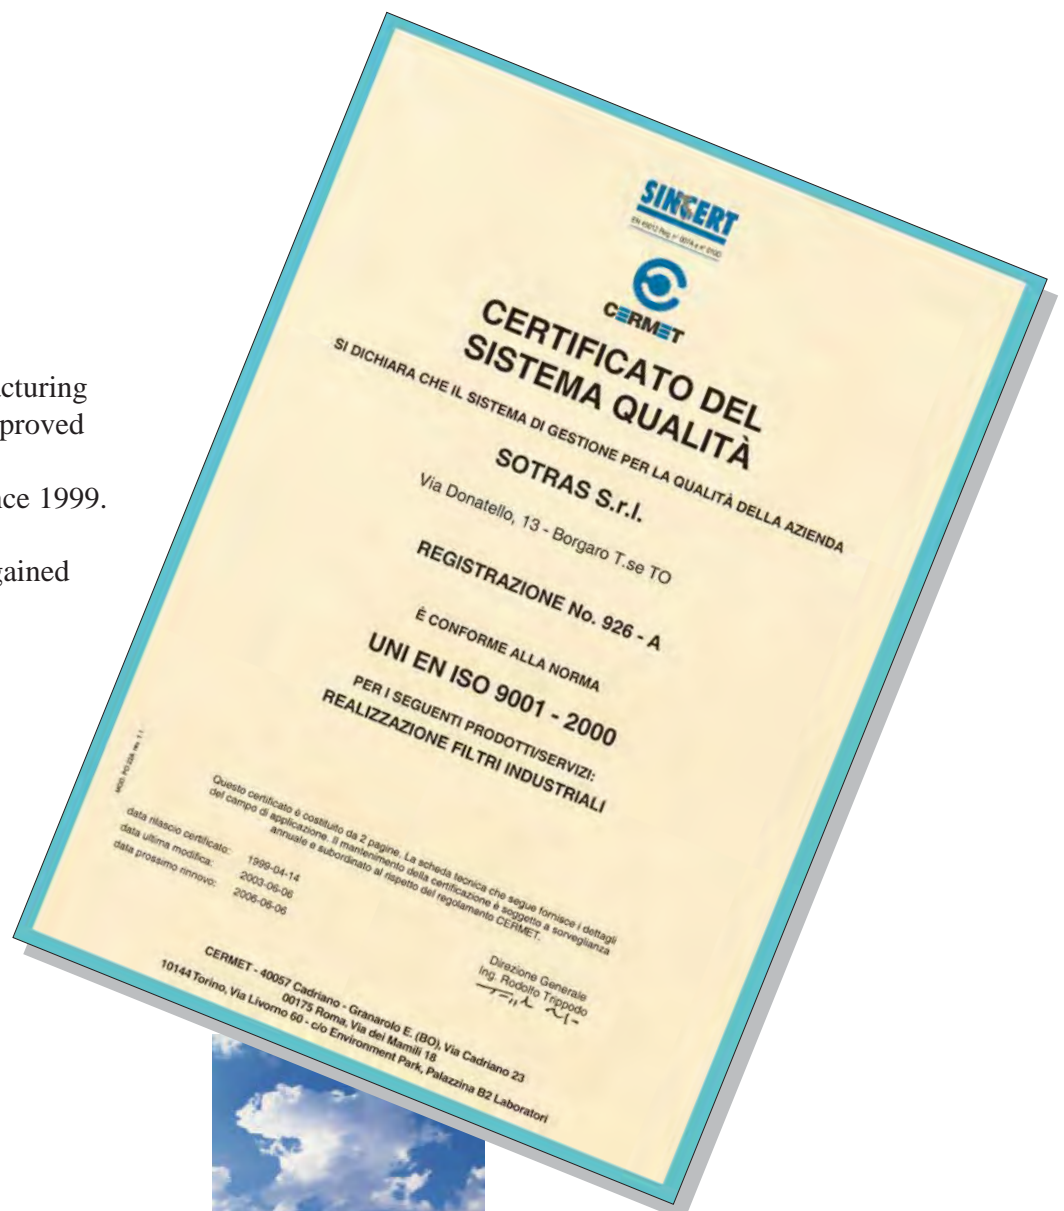 cturing
proved
nce 1999.
gained
SINCERT
EN 45012 Reg. n° 007A e n° 010D
CERMET
CERTIFICATO DEL
SISTEMA QUALITÀ
SI DICHIARA CHE IL SISTEMA DI GESTIONE PER LA QUALITÀ DELLA AZIENDA
SOTRAS S.r.l.
Via Donatello, 13 - Borgaro T.se TO
REGISTRAZIONE No. 926 - A
È CONFORME ALLA NORMA
UNI EN ISO 9001 - 2000
PER I SEGUENTI PRODOTTI/SERVIZI:
REALIZZAZIONE FILTRI INDUSTRIALI
Questo certificato è costituito da 2 pagine. La scheda tecnica che segue fornisce i dettagli
del campo di applicazione. Il mantenimento della certificazione è soggetto a sorveglianza
annuale e subordinato al rispetto del regolamento CERMET.
data rilascio certificato: 1999-04-14
data ultima modifica: 2003-06-06
data prossimo rinnovo: 2006-06-06
Direzione Generale
Ing. Rodolfo Trippodo
CERMET - 40057 Cadriano - Granarolo E. (BO), Via Cadriano 23
00175 Roma, Via dei Mamili 18
10144 Torino, Via Livorno 60 - c/o Environment Park, Palazzina B2 Laboratori